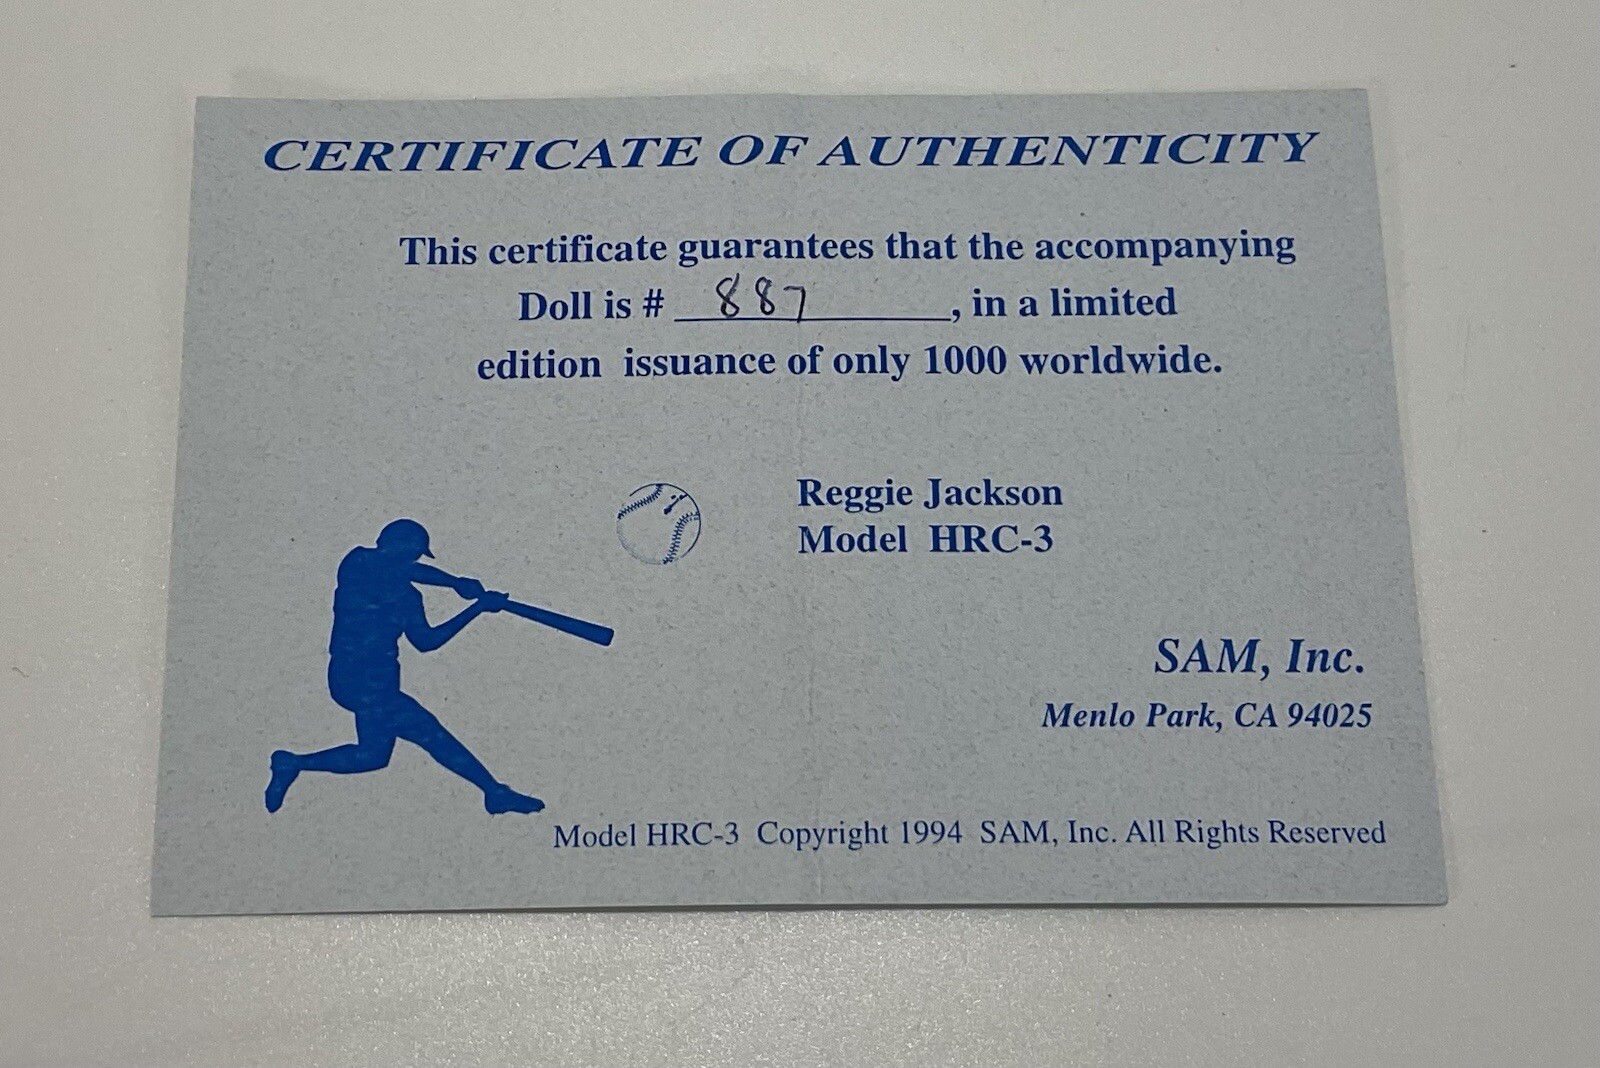 CERTIFICATE OF AUTHENTICITY
This certificate guarantees that the accompanying
Doll is # 887, in a limited
edition issuance of only 1000 worldwide.
Reggie Jackson
Model HRC-3
SAM, Inc.
Menlo Park, CA 94025
Model HRC-3 Copyright 1994 SAM, Inc. All Rights Reserved